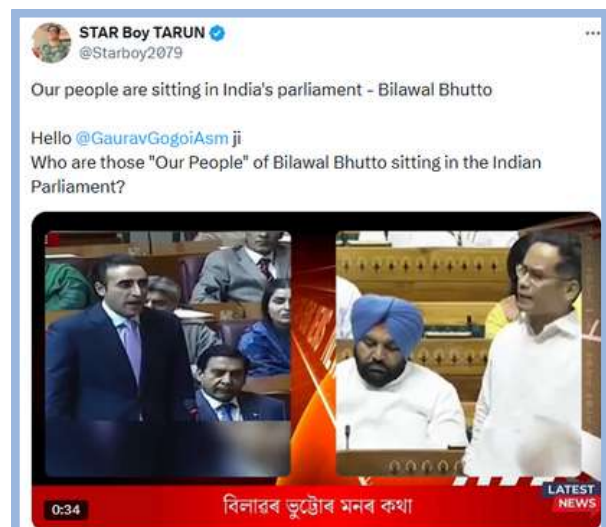 STAR Boy TARUN
@Starboy2079
Our people are sitting in India's parliament - Bilawal Bhutto
Hello @GauravGogoiAsm ji
Who are those "Our People" of Bilawal Bhutto sitting in the Indian
Parliament?
0:34
বিলাৱৰ ভুট্টোৰ মনৰ কথা
LATEST
NEWS